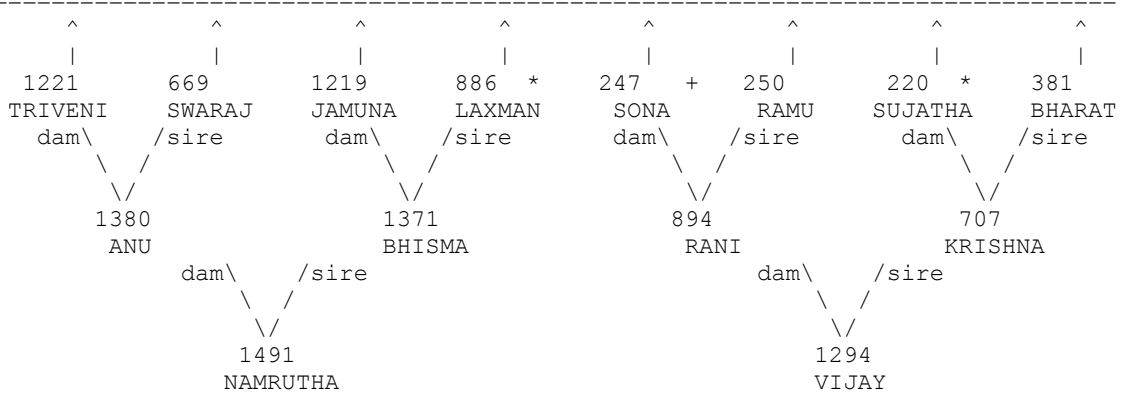 --------------------------------------------------------------------------------
^ ^ ^ ^ ^ ^ ^ ^
| | | | | | | |
1221 669 1219 886 * 247 + 250 220 * 381
TRIVENI SWARAJ JAMUNA LAXMAN SONA RAMU SUJATHA BHARAT
dam\ /sire dam\ /sire dam\ /sire dam\ /sire
\ / \ / \ / \ /
\/ \/ \/ \/
1380 1371 894 707
ANU BHISMA RANI KRISHNA
dam\ /sire dam\ /sire
\ / \ /
\/ \/
1491 1294
NAMRUTHA VIJAY